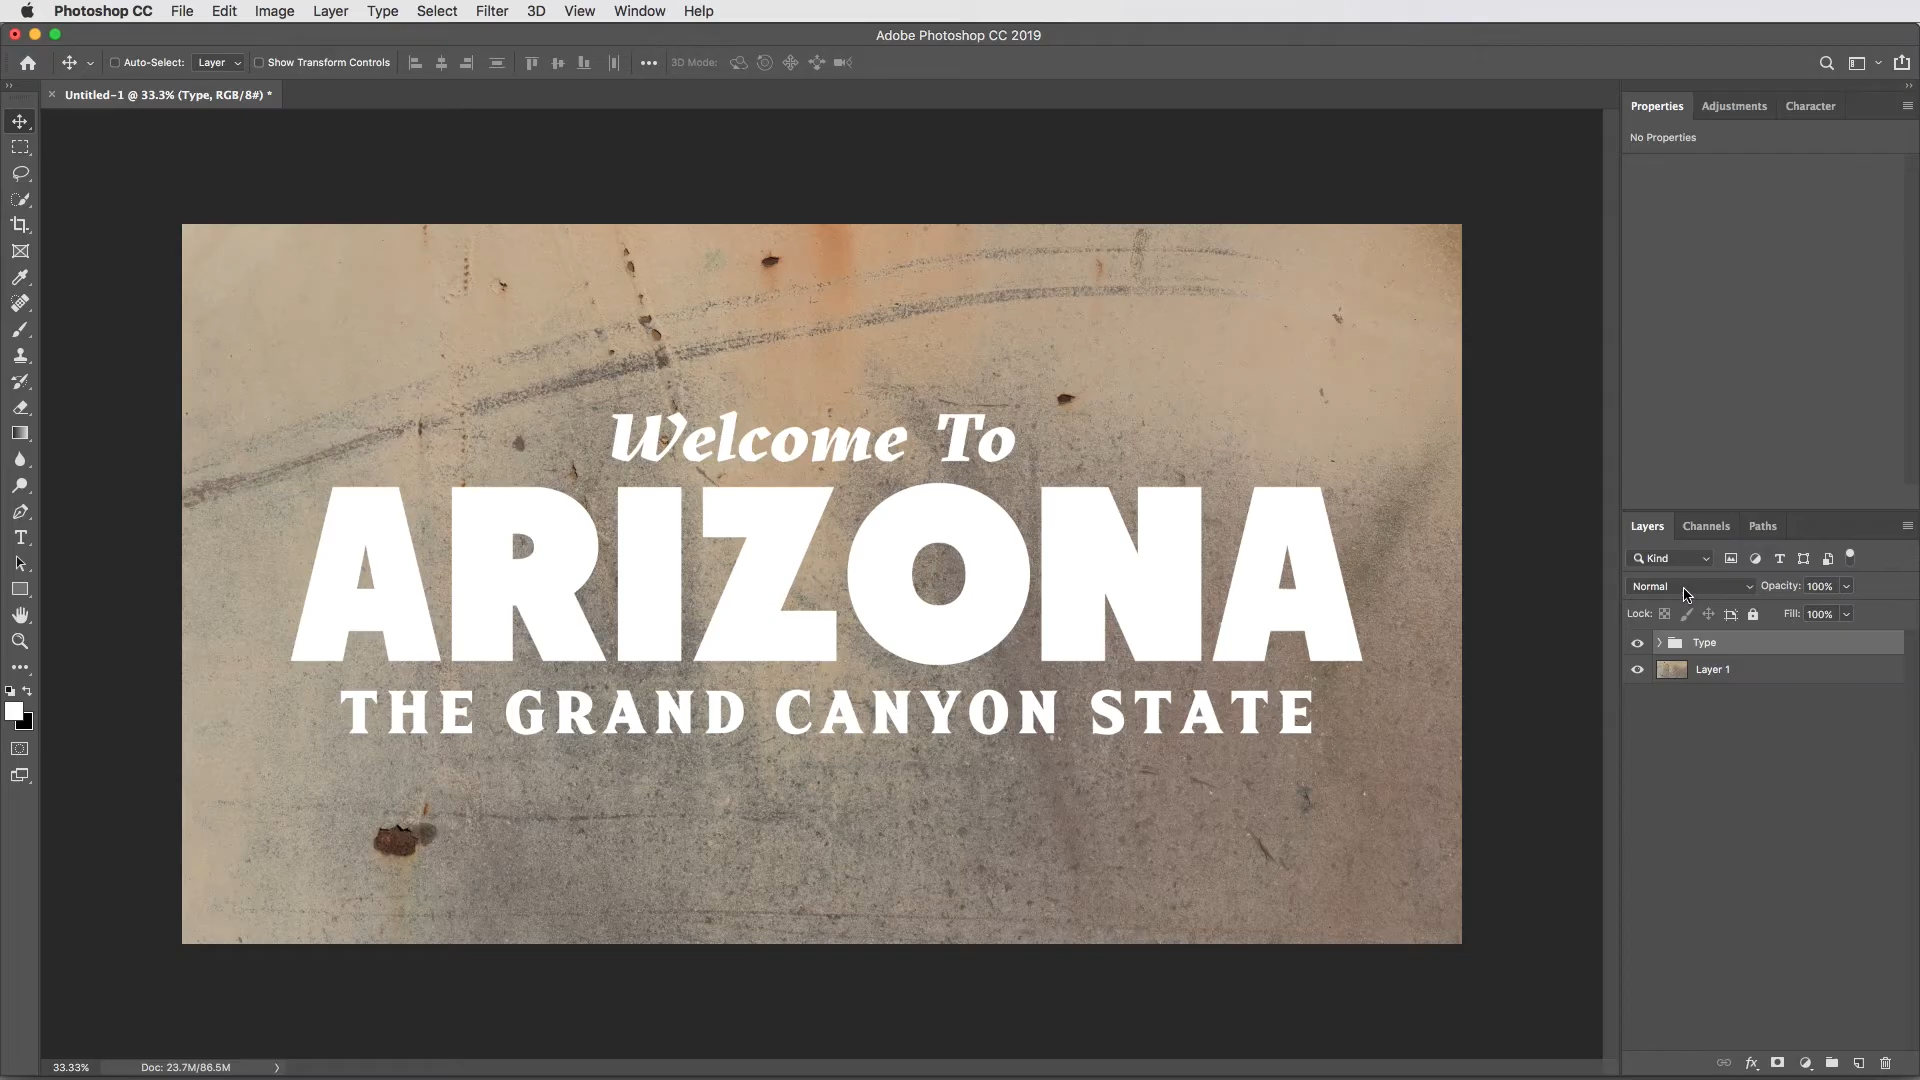 Photoshop CC File Edit Image Layer Type Select Filter 3D View Window Help
Adobe Photoshop CC 2019
Auto-Select: Layer Show Transform Controls 3D Mode:
Untitled-1 @ 33.3% (Type, RGB/8#) *
Properties Adjustments Character
No Properties
Welcome To
ARIZONA
THE GRAND CANYON STATE
Layers Channels Paths
Kind
Normal Opacity: 100%
Lock: Fill: 100%
Type
Layer 1
33.33% Doc: 23.7M/86.5M